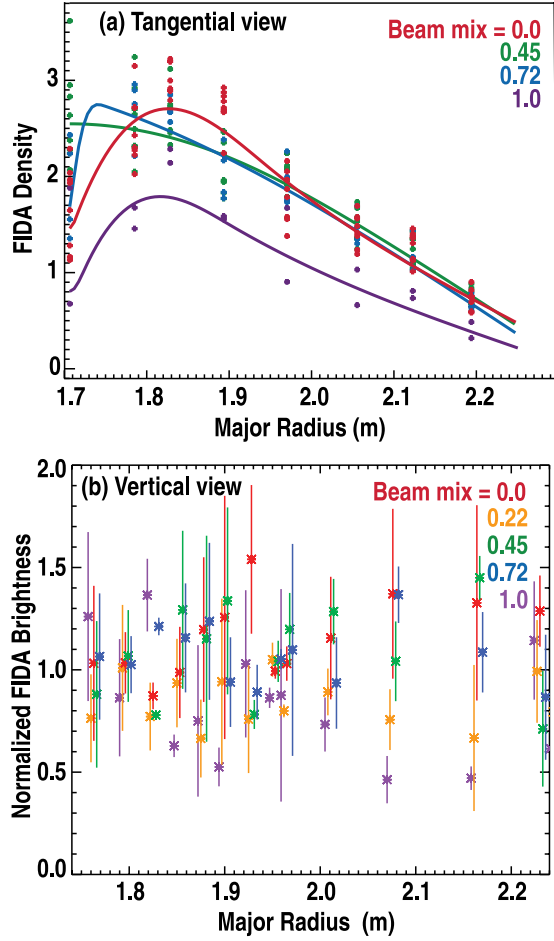 (a) Tangential view
Beam mix = 0.0
0.45
0.72
1.0
3
2
1
0
FIDA Density
1.7 1.8 1.9 2.0 2.1 2.2
Major Radius (m)
2.0
(b) Vertical view
Beam mix = 0.0
0.22
0.45
0.72
1.0
1.5
1.0
0.5
0.0
Normalized FIDA Brightness
1.8 1.9 2.0 2.1 2.2
Major Radius (m)